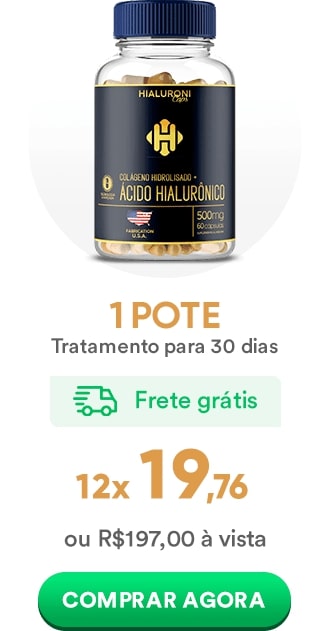 HIALURONI
Caps
COLÁGENO HIDROLISADO +
ÁCIDO HIALURÔNICO
500mg
60 cápsulas
FABRICATION
U.S.A.
1 POTE
Tratamento para 30 dias
Frete grátis
12x 19,76
ou R$197,00 à vista
COMPRAR AGORA